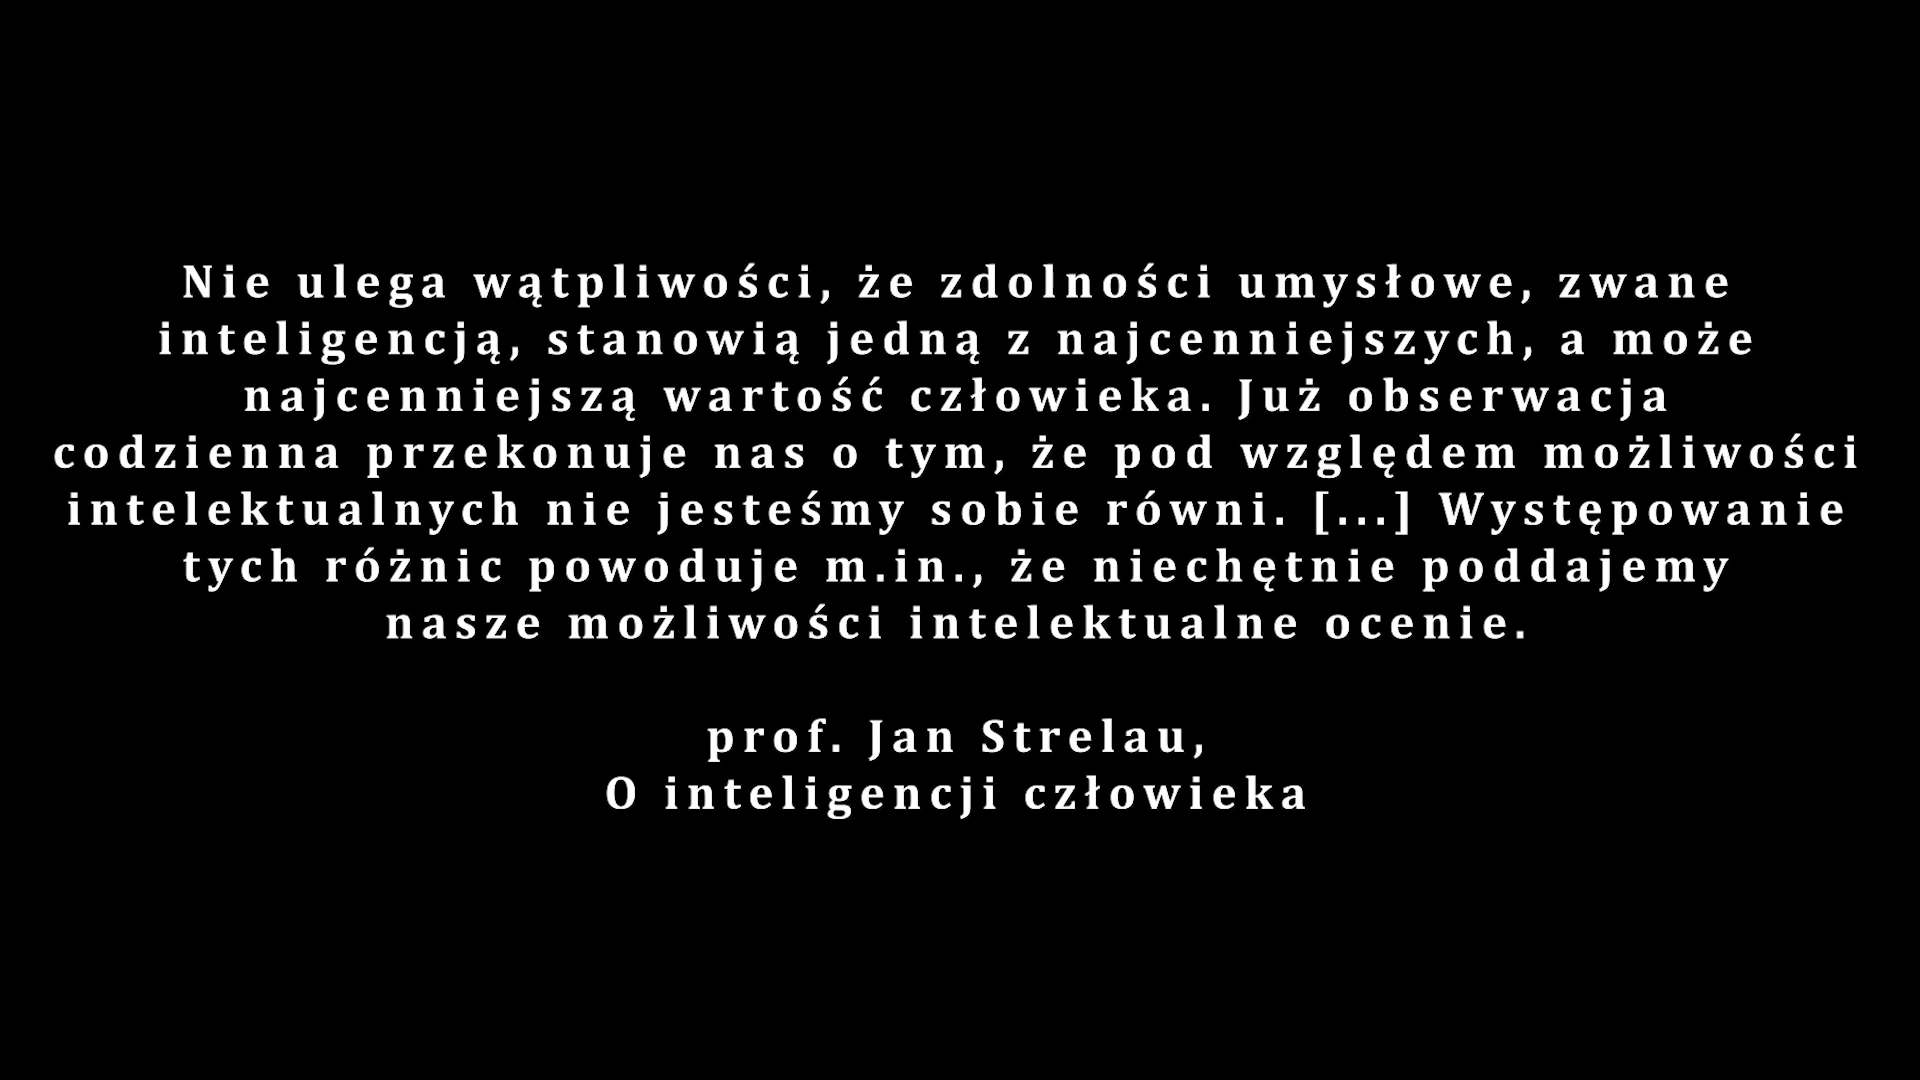 Nie ulega wątpliwości, że zdolności umysłowe, zwane
inteligencją, stanowią jedną z najcenniejszych, a może
najcenniejszą wartość człowieka. Już obserwacja
codzienna przekonuje nas o tym, że pod względem możliwości
intelektualnych nie jesteśmy sobie równi. [...] Występowanie
tych różnic powoduje m.in., że niechętnie poddajemy
nasze możliwości intelektualne ocenie.
prof. Jan Strelau,
O inteligencji człowieka